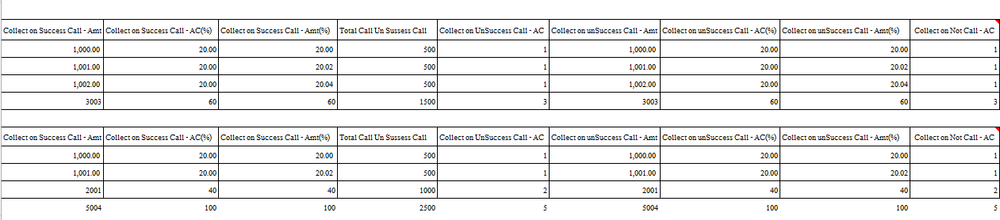 Collect on Success Call - Amt Collect on Success Call - AC(%) Collect on Success Call - Amt(%) Total Call Un Sussess Call Collect on UnSuccess Call - AC Collect on unSuccess Call - Amt Collect on unSuccess Call - AC(%) Collect on unSuccess Call - Amt(%) Collect on Not Call - AC
1,000.00 20.00 20.00 500 1 1,000.00 20.00 20.00 1
1,001.00 20.00 20.02 500 1 1,001.00 20.00 20.02 1
1,002.00 20.00 20.04 500 1 1,002.00 20.00 20.04 1
3003 60 60 1500 3 3003 60 60 3
Collect on Success Call - Amt Collect on Success Call - AC(%) Collect on Success Call - Amt(%) Total Call Un Sussess Call Collect on UnSuccess Call - AC Collect on unSuccess Call - Amt Collect on unSuccess Call - AC(%) Collect on unSuccess Call - Amt(%) Collect on Not Call - AC
1,000.00 20.00 20.00 500 1 1,000.00 20.00 20.00 1
1,001.00 20.00 20.02 500 1 1,001.00 20.00 20.02 1
2001 40 40 1000 2 2001 40 40 2
5004 100 100 2500 5 5004 100 100 5